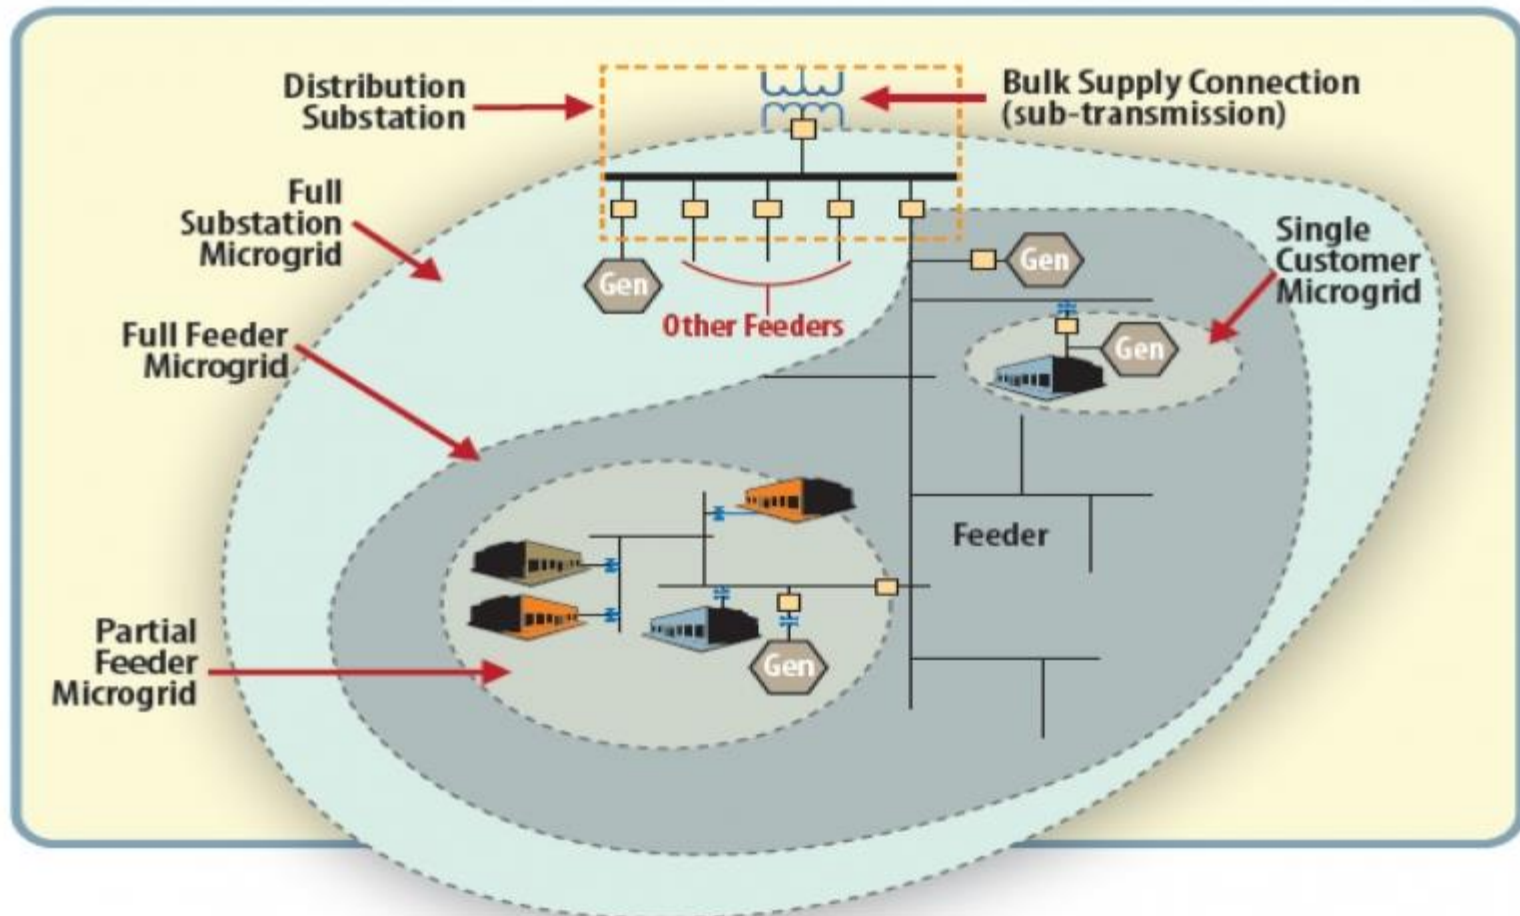 Distribution
Substation
Bulk Supply Connection
(sub-transmission)
Full
Substation
Microgrid
Single
Customer
Microgrid
Gen
Gen
Other Feeders
Full Feeder
Microgrid
Gen
Feeder
Partial
Feeder
Microgrid
Gen